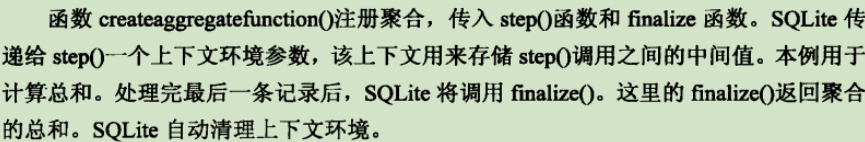 函数 createaggregatefunction()注册聚合，传入 step()函数和 finalize 函数。SQLite 传
递给 step()一个上下文环境参数，该上下文用来存储 step()调用之间的中间值。本例用于
计算总和。处理完最后一条记录后，SQLite 将调用 finalize()。这里的 finalize()返回聚合
的总和。SQLite 自动清理上下文环境。